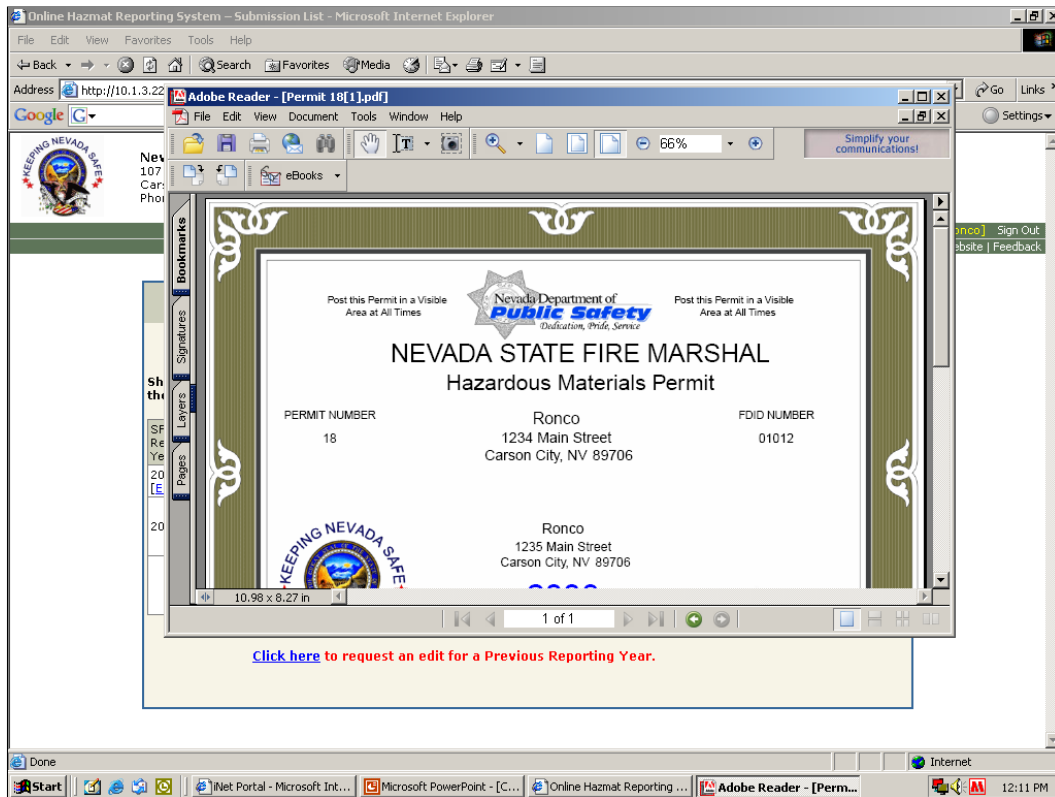 Online Hazmat Reporting System – Submission List - Microsoft Internet Explorer
File Edit View Favorites Tools Help
Back Search Favorites Media
Address http://10.1.3.22 Go Links
Google G Settings
KEEPING NEVADA SAFE
107
Phone
[Ronco] Sign Out
Website | Feedback
Adobe Reader - [Permit 18[1].pdf]
File Edit View Document Tools Window Help
66% Simplify your communications!
eBooks
Bookmarks
Signatures
Layers
Pages
Post this Permit in a Visible Area at All Times
Nevada Department of
Public Safety
Dedication, Pride, Service
Post this Permit in a Visible Area at All Times
NEVADA STATE FIRE MARSHAL
Hazardous Materials Permit
PERMIT NUMBER
18
Ronco
1234 Main Street
Carson City, NV 89706
FDID NUMBER
01012
KEEPING NEVADA SAFE
Ronco
1235 Main Street
Carson City, NV 89706
10.98 x 8.27 in
1 of 1
Click here to request an edit for a Previous Reporting Year.
Done Internet
Start iNet Portal - Microsoft Int... Microsoft PowerPoint - [C... Online Hazmat Reporting ... Adobe Reader - [Perm... 12:11 PM